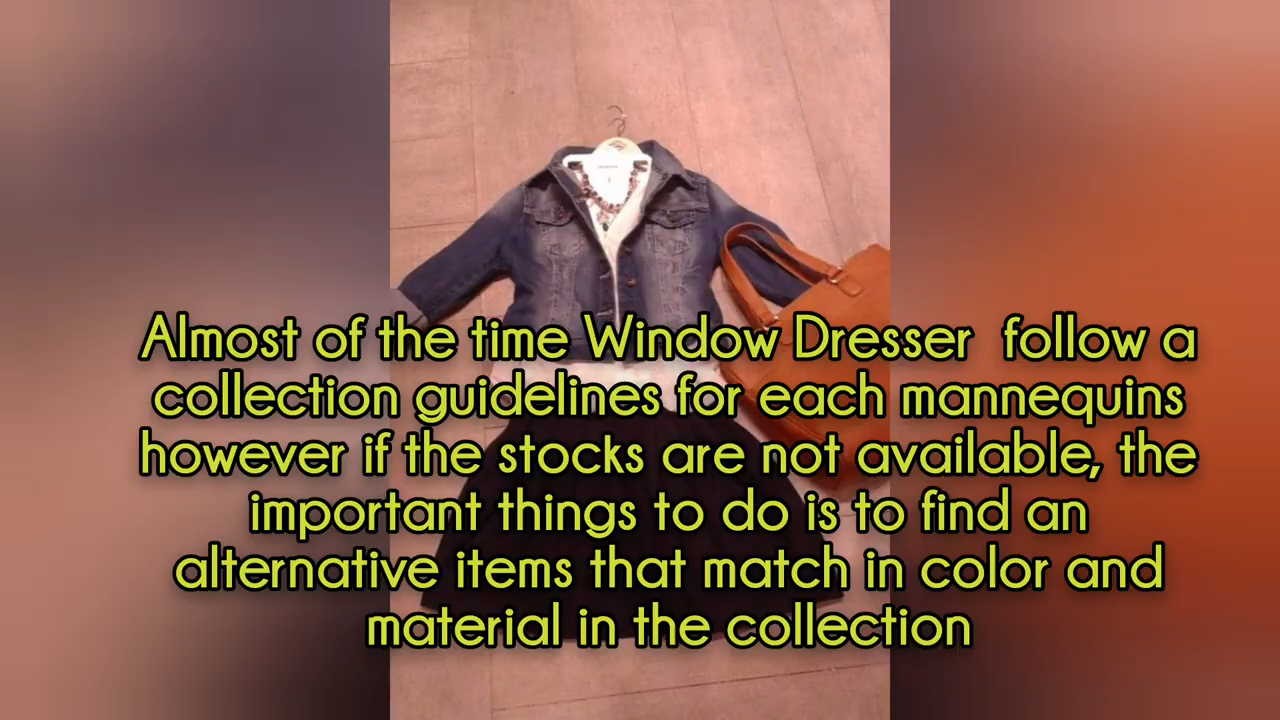 Almost of the time Window Dresser follow a
collection guidelines for each mannequins
however if the stocks are not available, the
important things to do is to find an
alternative items that match in color and
material in the collection